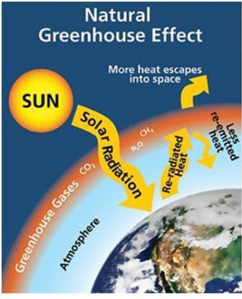 Natural
Greenhouse Effect
More heat escapes
into space
SUN
Solar Radiation
Less
re-emitted
heat
Re-radiated
Heat
CH₄
N₂O
CO₂
Greenhouse Gases
Atmosphere